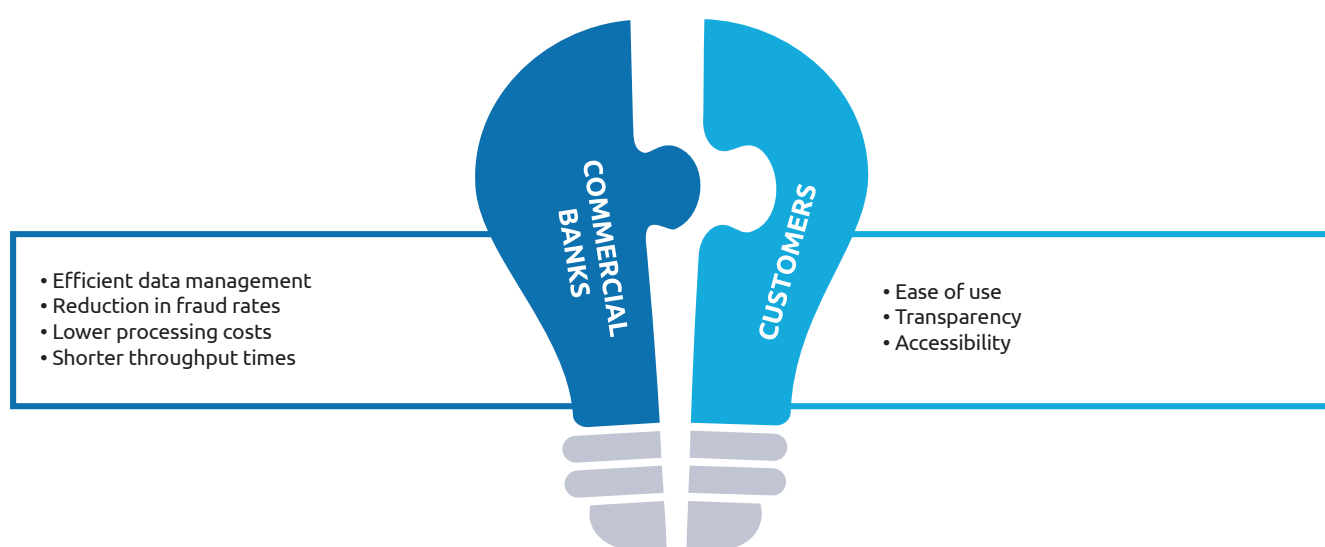 COMMERCIAL
BANKS
• Efficient data management
• Reduction in fraud rates
• Lower processing costs
• Shorter throughput times
CUSTOMERS
• Ease of use
• Transparency
• Accessibility